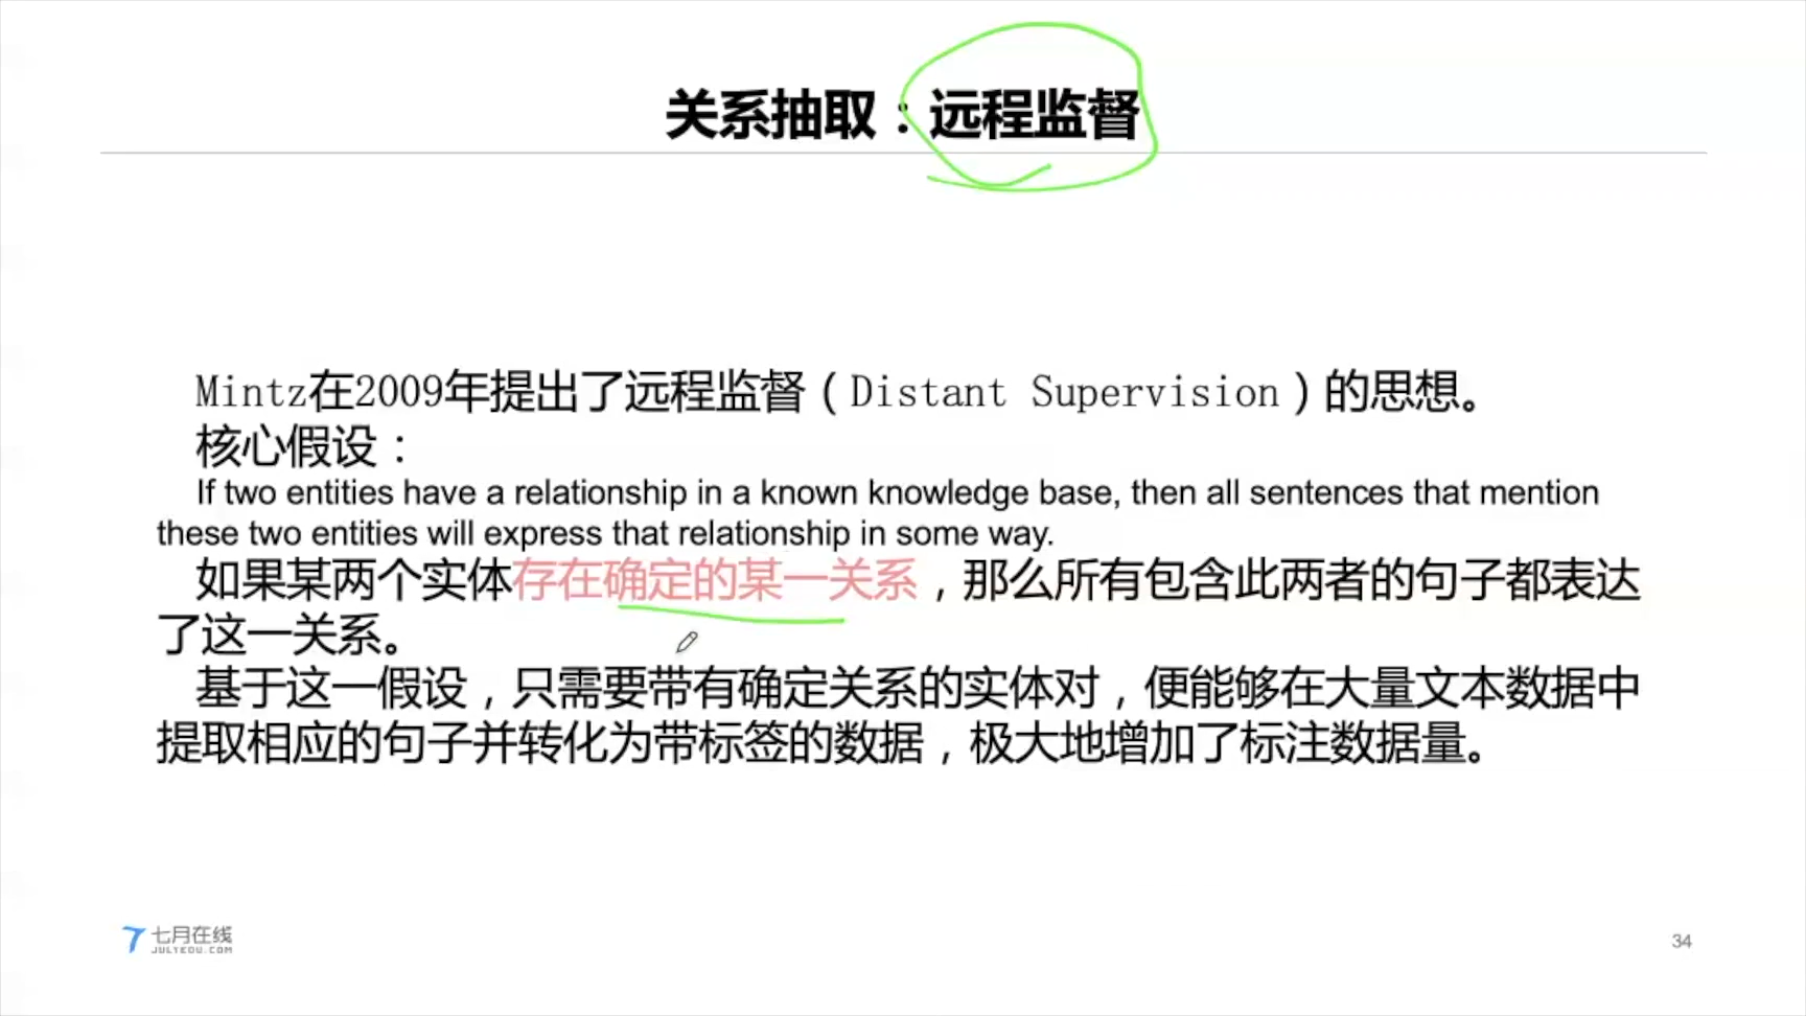 关系抽取：远程监督
Mintz在2009年提出了远程监督（Distant Supervision）的思想。
核心假设：
If two entities have a relationship in a known knowledge base, then all sentences that mention
these two entities will express that relationship in some way.
如果某两个实体存在确定的某一关系，那么所有包含此两者的句子都表达
了这一关系。
基于这一假设，只需要带有确定关系的实体对，便能够在大量文本数据中
提取相应的句子并转化为带标签的数据，极大地增加了标注数据量。
七月在线
JULYEDU.COM
34